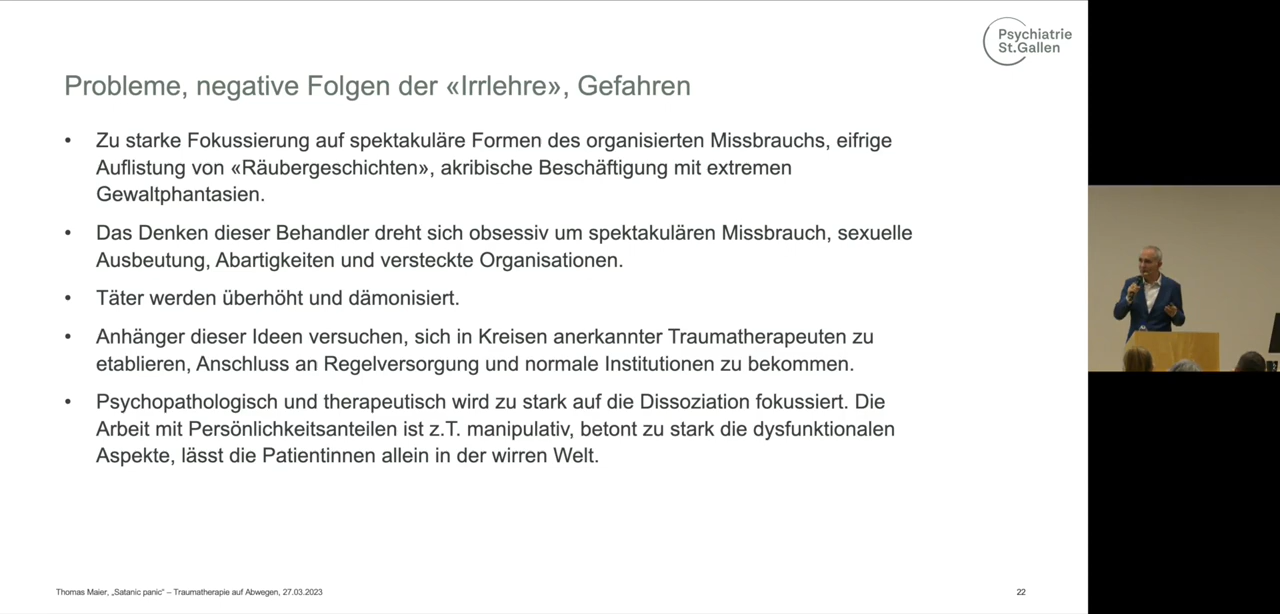 Psychiatrie
St.Gallen
Probleme, negative Folgen der «Irrlehre», Gefahren
• Zu starke Fokussierung auf spektakuläre Formen des organisierten Missbrauchs, eifrige
Auflistung von «Räubergeschichten», akribische Beschäftigung mit extremen
Gewaltphantasien.
• Das Denken dieser Behandler dreht sich obsessiv um spektakulären Missbrauch, sexuelle
Ausbeutung, Abartigkeiten und versteckte Organisationen.
• Täter werden überhöht und dämonisiert.
• Anhänger dieser Ideen versuchen, sich in Kreisen anerkannter Traumatherapeuten zu
etablieren, Anschluss an Regelversorgung und normale Institutionen zu bekommen.
• Psychopathologisch und therapeutisch wird zu stark auf die Dissoziation fokussiert. Die
Arbeit mit Persönlichkeitsanteilen ist z.T. manipulativ, betont zu stark die dysfunktionalen
Aspekte, lässt die Patientinnen allein in der wirren Welt.
Thomas Maier, „Satanic panic“ – Traumatherapie auf Abwegen, 27.03.2023
22